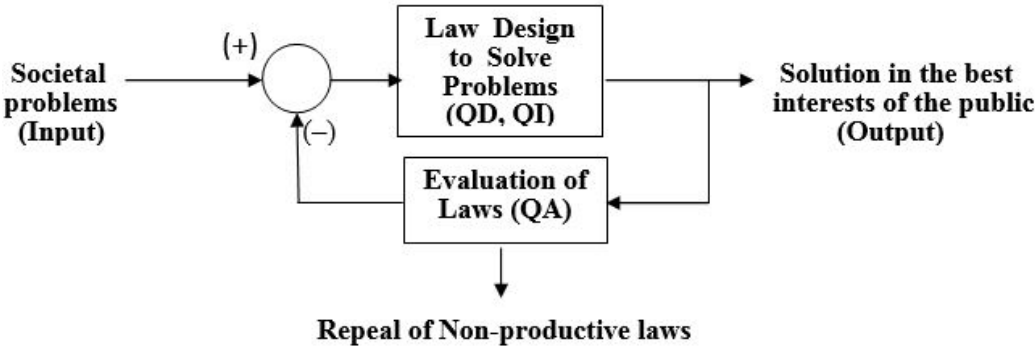 (+)
Societal
problems
(Input)
Law Design
to Solve
Problems
(QD, QI)
Solution in the best
interests of the public
(Output)
(–)
Evaluation of
Laws (QA)
Repeal of Non-productive laws